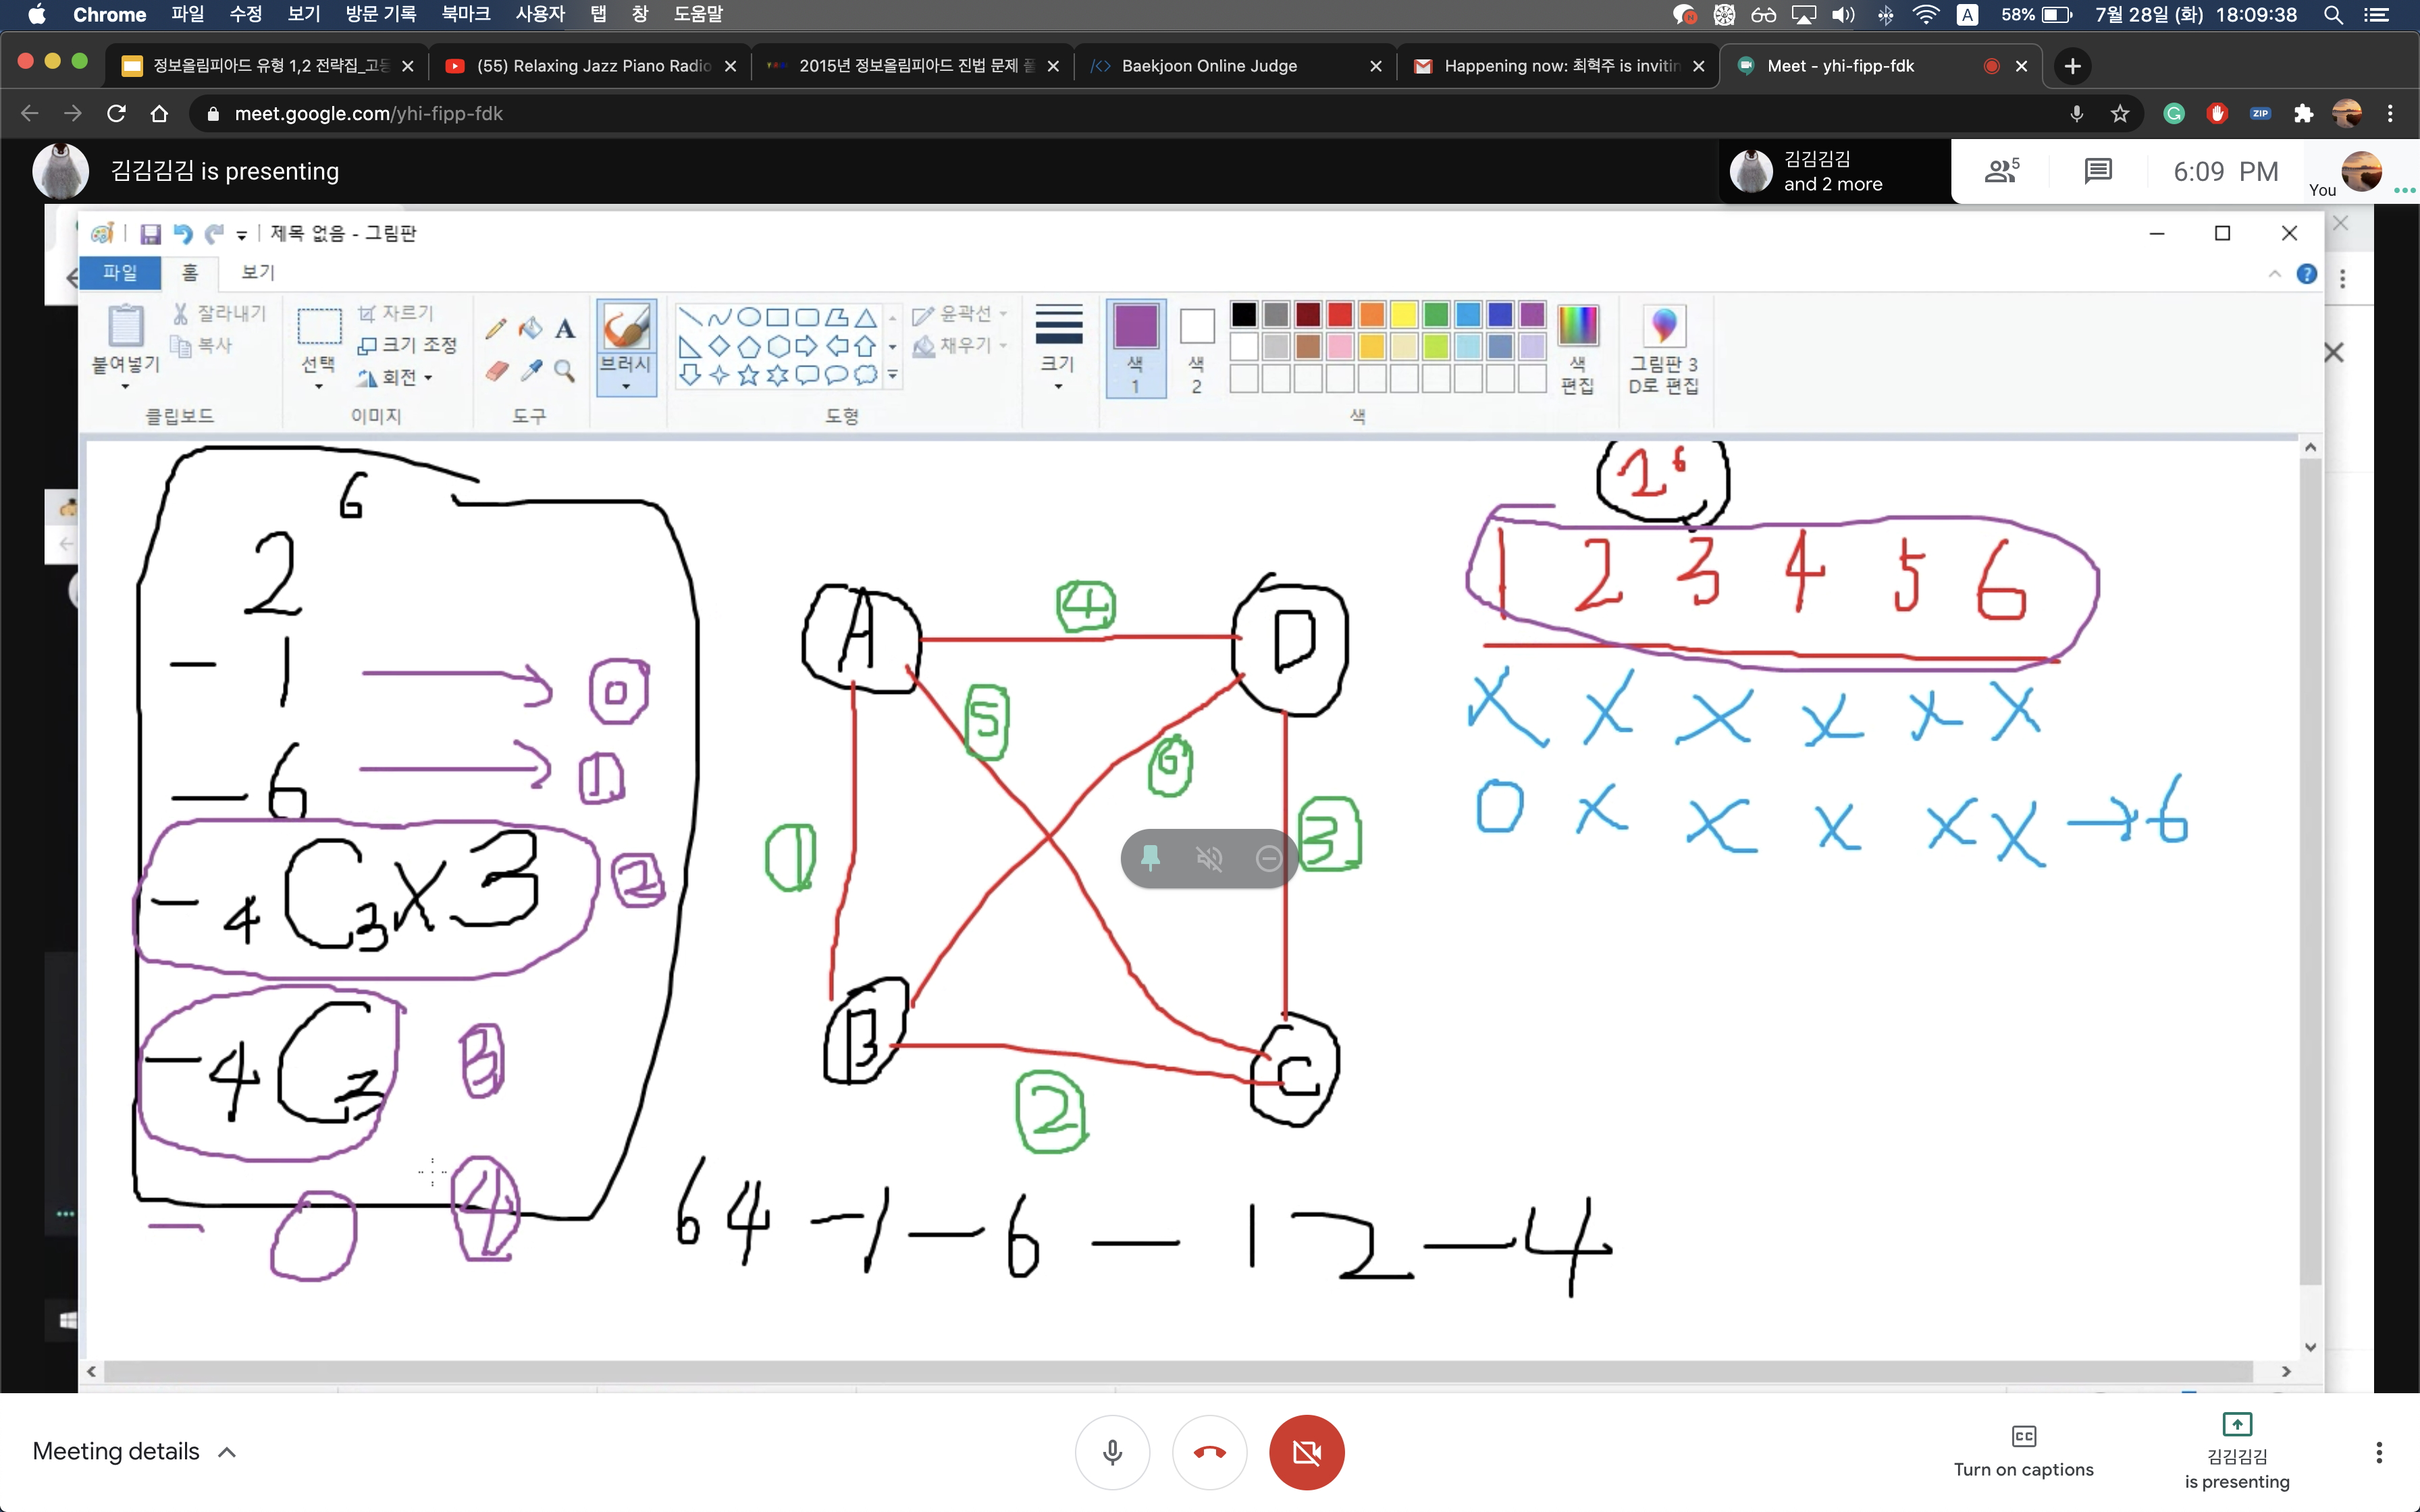 Chrome 파일 수정 보기 방문 기록 북마크 사용자 탭 창 도움말 A 58% 7월 28일 (화) 18:09:38
정보올림피아드 유형 1,2 전략집_고등 (55) Relaxing Jazz Piano Radio 2015년 정보올림피아드 진법 문제 풀 Baekjoon Online Judge Happening now: 최혁주 is invitin Meet - yhi-fipp-fdk
meet.google.com/yhi-fipp-fdk ZIP
김김김김 is presenting
김김김김
and 2 more
5
6:09 PM
You
제목 없음 - 그림판
파일 홈 보기
붙여넣기
잘라내기
복사
클립보드
선택
자르기
크기 조정
회전
이미지
A
도구
브러시
윤곽선
채우기
도형
크기
색
1
색
2
색
편집
색
그림판 3
D로 편집
2⁶
- 1 → 0
- 6 → 1
- ₄C₃×3 2
- ₄C₃ 3
- 0 4
A
B
C
D
1
2
3
4
5
6
2⁶
1 2 3 4 5 6
X X X X X X
O X X X X X → 6
64 - 1 - 6 - 12 - 4
Meeting details
CC
Turn on captions
김김김김
is presenting